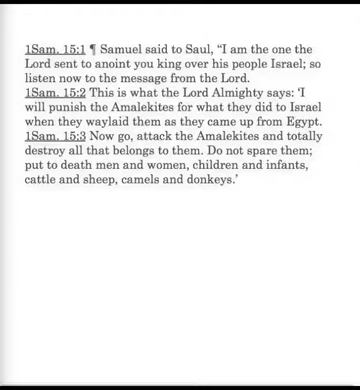 1Sam. 15:1 ¶ Samuel said to Saul, “I am the one the
Lord sent to anoint you king over his people Israel; so
listen now to the message from the Lord.
1Sam. 15:2 This is what the Lord Almighty says: ‘I
will punish the Amalekites for what they did to Israel
when they waylaid them as they came up from Egypt.
1Sam. 15:3 Now go, attack the Amalekites and totally
destroy all that belongs to them. Do not spare them;
put to death men and women, children and infants,
cattle and sheep, camels and donkeys.’